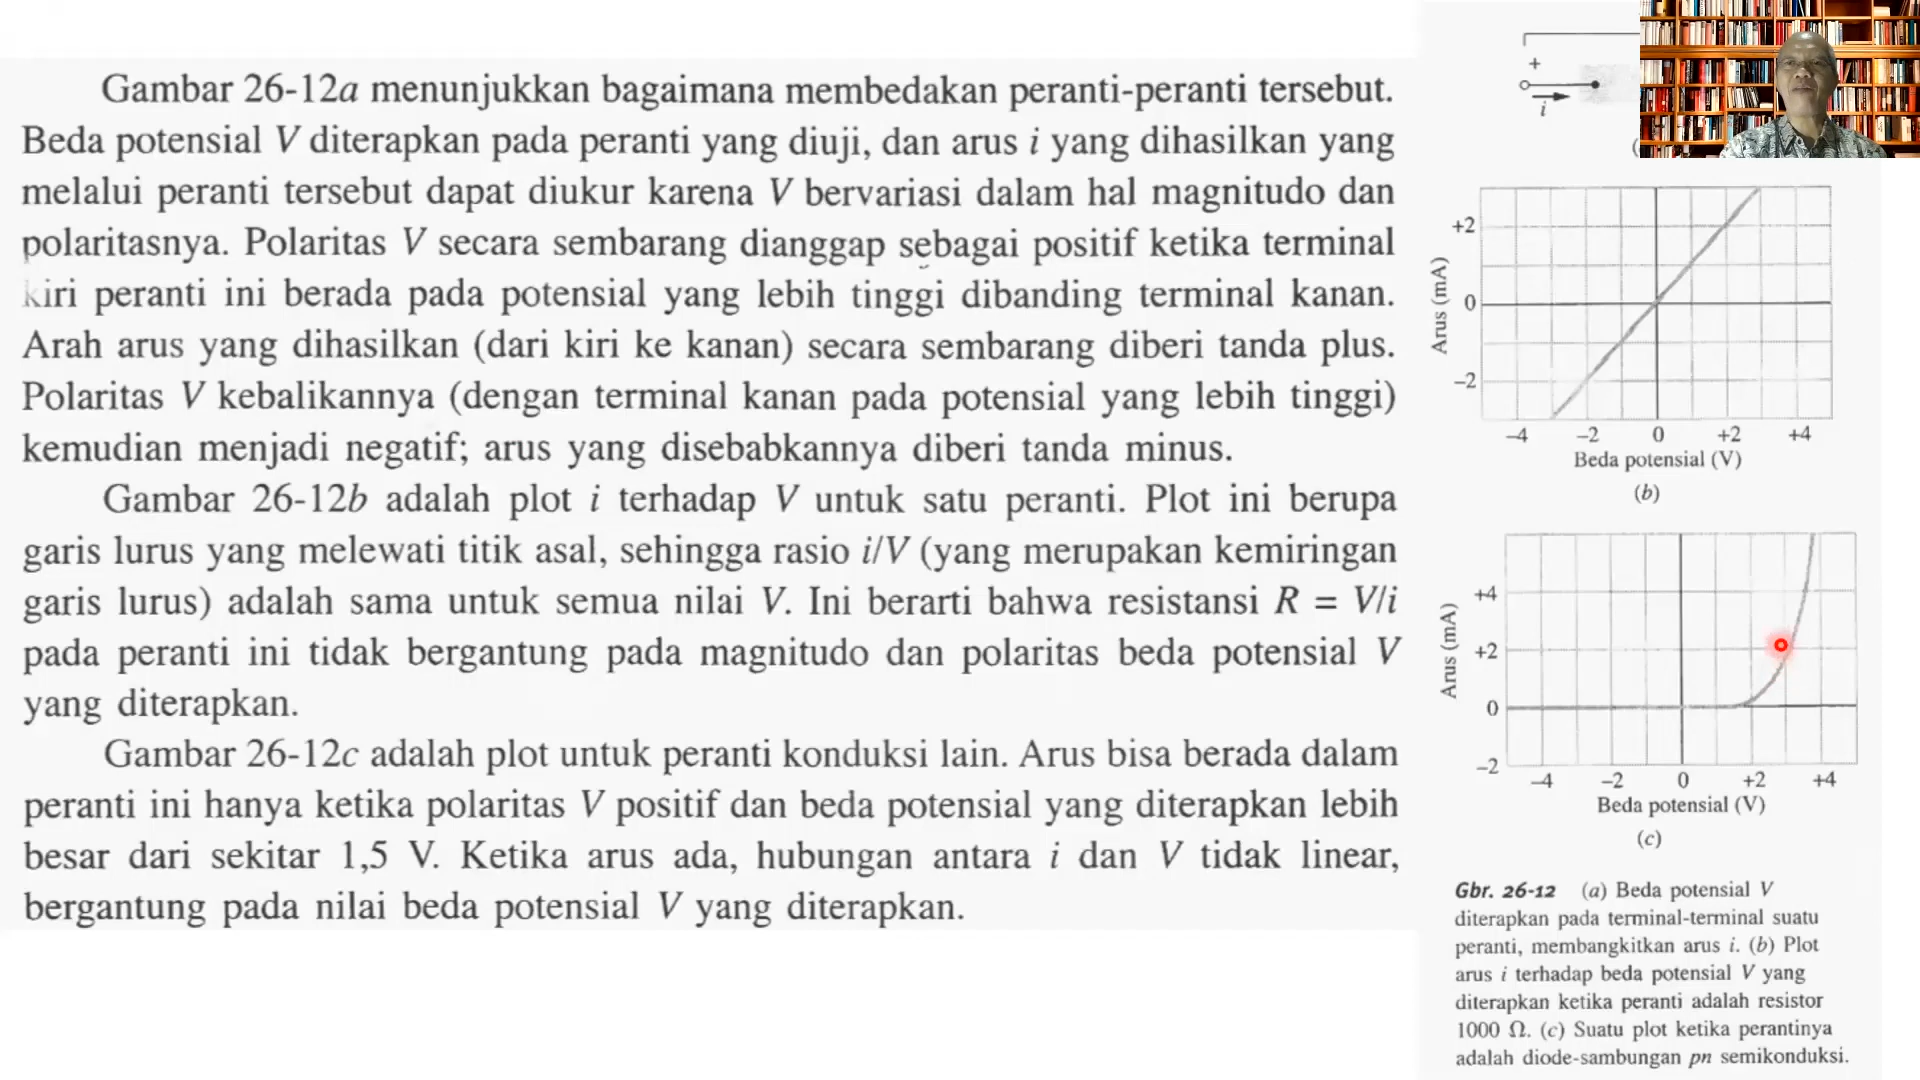 Gambar 26-12a menunjukkan bagaimana membedakan peranti-peranti tersebut.
Beda potensial V diterapkan pada peranti yang diuji, dan arus i yang dihasilkan yang
melalui peranti tersebut dapat diukur karena V bervariasi dalam hal magnitudo dan
polaritasnya. Polaritas V secara sembarang dianggap sebagai positif ketika terminal
kiri peranti ini berada pada potensial yang lebih tinggi dibanding terminal kanan.
Arah arus yang dihasilkan (dari kiri ke kanan) secara sembarang diberi tanda plus.
Polaritas V kebalikannya (dengan terminal kanan pada potensial yang lebih tinggi)
kemudian menjadi negatif; arus yang disebabkannya diberi tanda minus.
Gambar 26-12b adalah plot i terhadap V untuk satu peranti. Plot ini berupa
garis lurus yang melewati titik asal, sehingga rasio i/V (yang merupakan kemiringan
garis lurus) adalah sama untuk semua nilai V. Ini berarti bahwa resistansi R = V/i
pada peranti ini tidak bergantung pada magnitudo dan polaritas beda potensial V
yang diterapkan.
Gambar 26-12c adalah plot untuk peranti konduksi lain. Arus bisa berada dalam
peranti ini hanya ketika polaritas V positif dan beda potensial yang diterapkan lebih
besar dari sekitar 1,5 V. Ketika arus ada, hubungan antara i dan V tidak linear,
bergantung pada nilai beda potensial V yang diterapkan.
+
i
+2
0
−2
Arus (mA)
−4 −2 0 +2 +4
Beda potensial (V)
(b)
+4
+2
0
−2
Arus (mA)
−4 −2 0 +2 +4
Beda potensial (V)
(c)
Gbr. 26-12 (a) Beda potensial V
diterapkan pada terminal-terminal suatu
peranti, membangkitkan arus i. (b) Plot
arus i terhadap beda potensial V yang
diterapkan ketika peranti adalah resistor
1000 Ω. (c) Suatu plot ketika perantinya
adalah diode-sambungan pn semikonduksi.